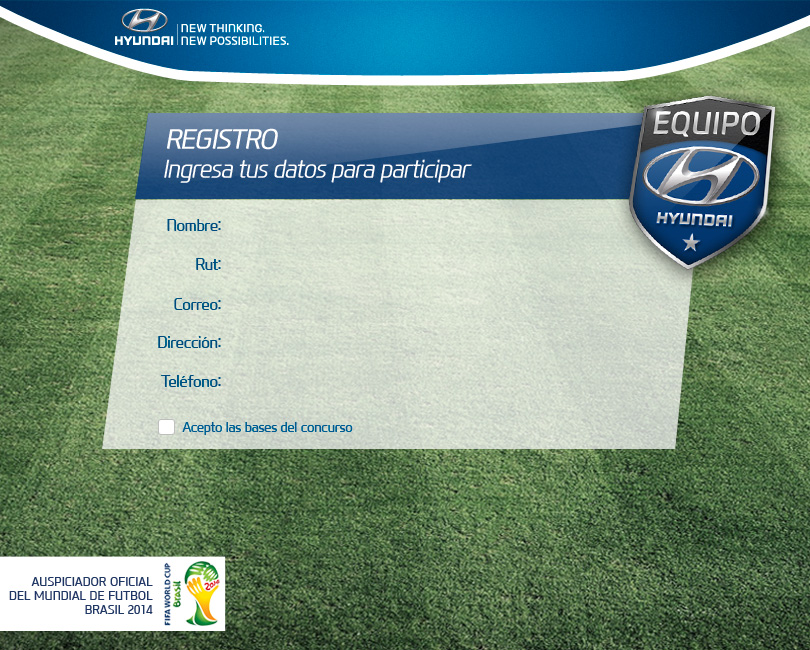 HYUNDAI
NEW THINKING.
NEW POSSIBILITIES.
REGISTRO
Ingresa tus datos para participar
EQUIPO
HYUNDAI
Nombre:
Rut:
Correo:
Dirección:
Teléfono:
Acepto las bases del concurso
AUSPICIADOR OFICIAL
DEL MUNDIAL DE FUTBOL
BRASIL 2014
FIFA WORLD CUP
Brasil
2014